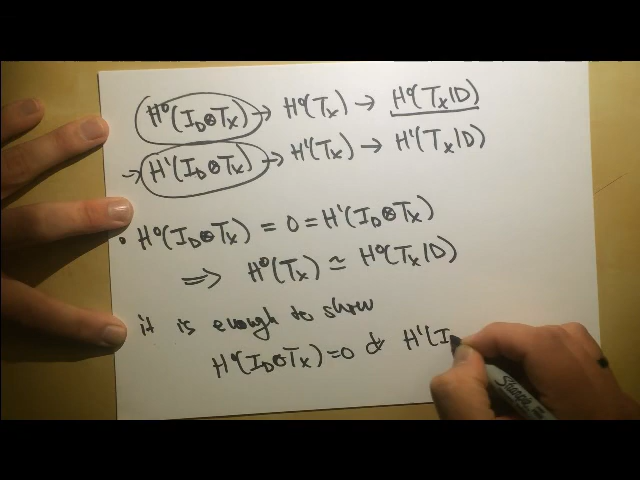 H⁰(I_D⊗T_X) → H⁰(T_X) → H⁰(T_X|D)
→ H¹(I_D⊗T_X) → H¹(T_X) → H¹(T_X|D)
• H⁰(I_D⊗T_X) = 0 = H¹(I_D⊗T_X)
⟹ H⁰(T_X) ≃ H⁰(T_X|D)
it is enough to show
H⁰(I_D⊗T_X)=0 & H¹(I
Sharpie